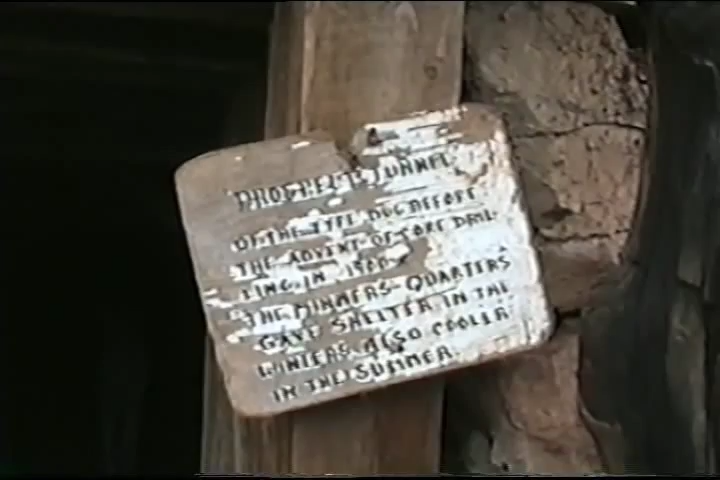 PROSPECT TUNNEL
OF THE TYPE DUG BEFORE
THE ADVENT OF CORE DRIL-
LING IN 1900
THE MINNERS QUARTERS
GAVE SHELTER IN THE
WINTERS. ALSO COOLER
IN THE SUMMER.